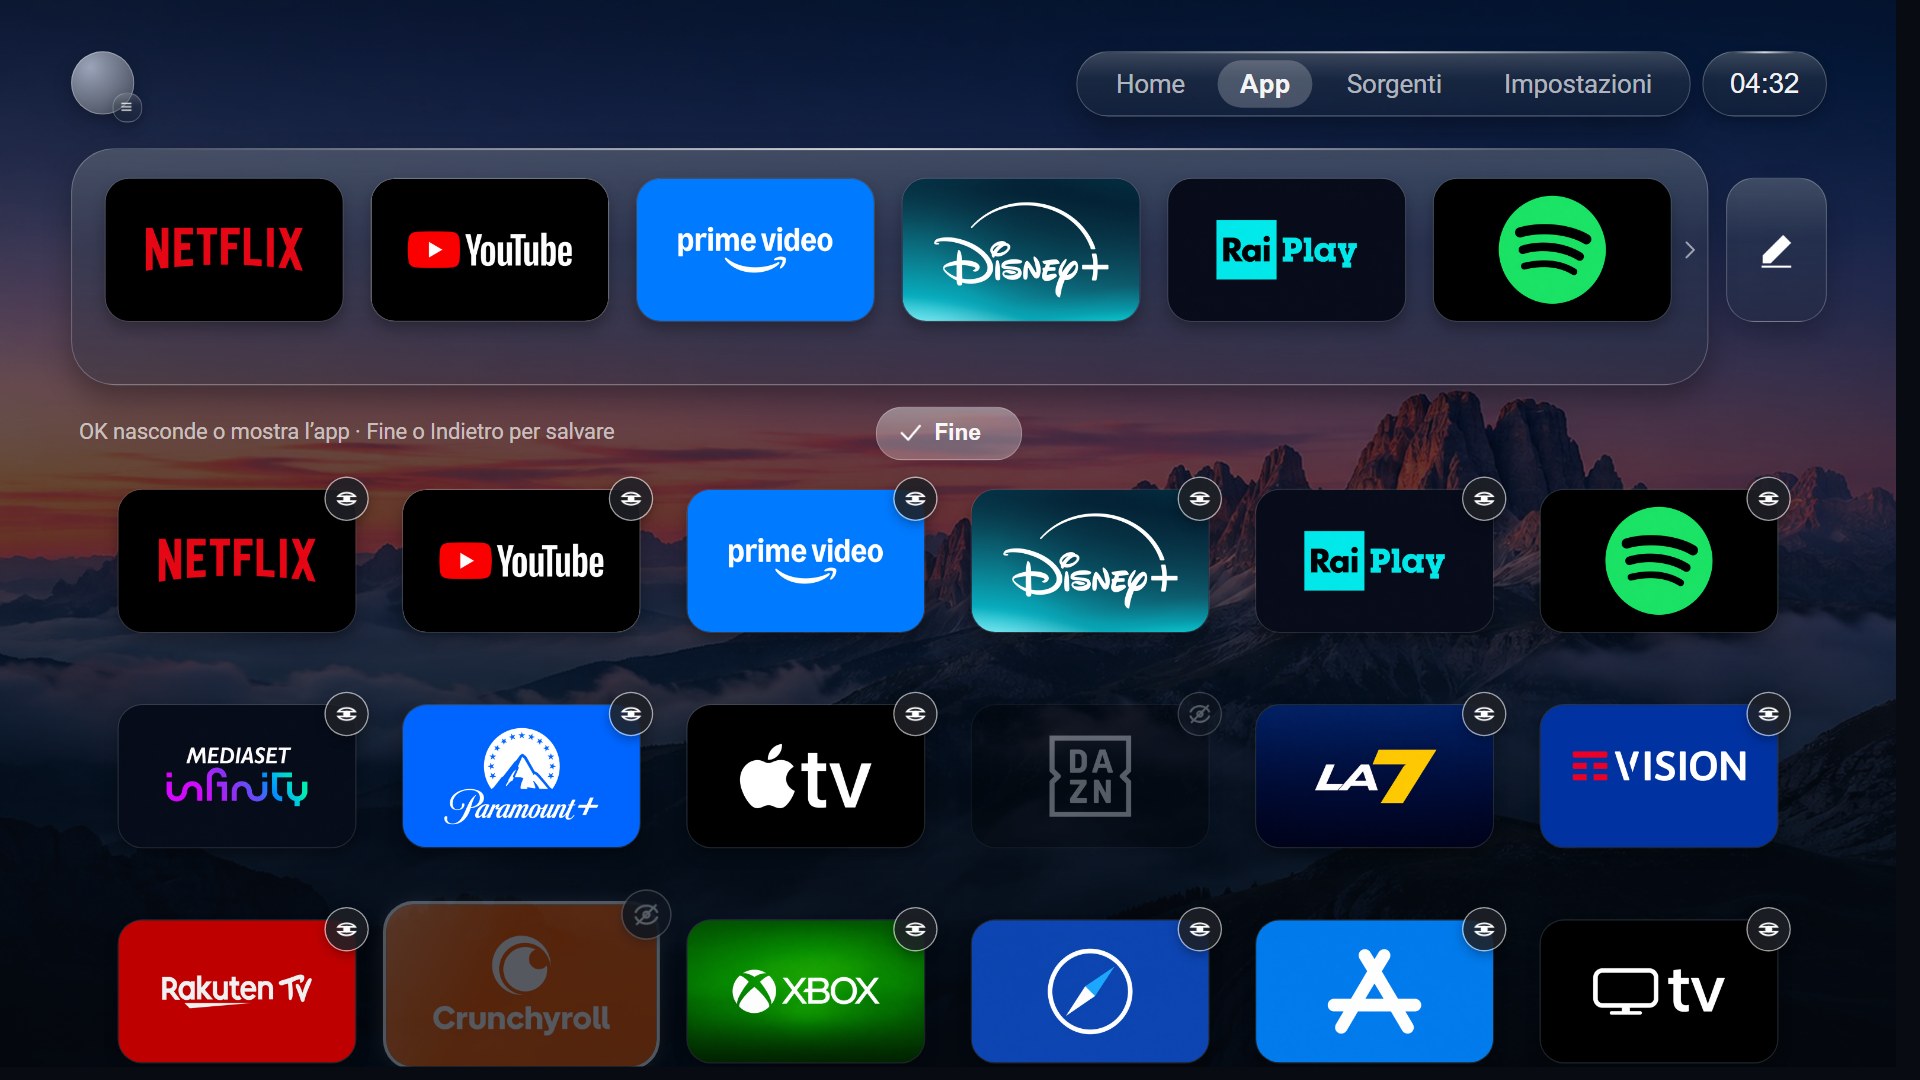 Home App Sorgenti Impostazioni 04:32
NETFLIX YouTube prime video Disney+ Rai Play
OK nasconde o mostra l’app · Fine o Indietro per salvare Fine
NETFLIX YouTube prime video Disney+ Rai Play
MEDIASET infinity Paramount+ tv DAZN LA7 VISION
Rakuten TV Crunchyroll XBOX tv